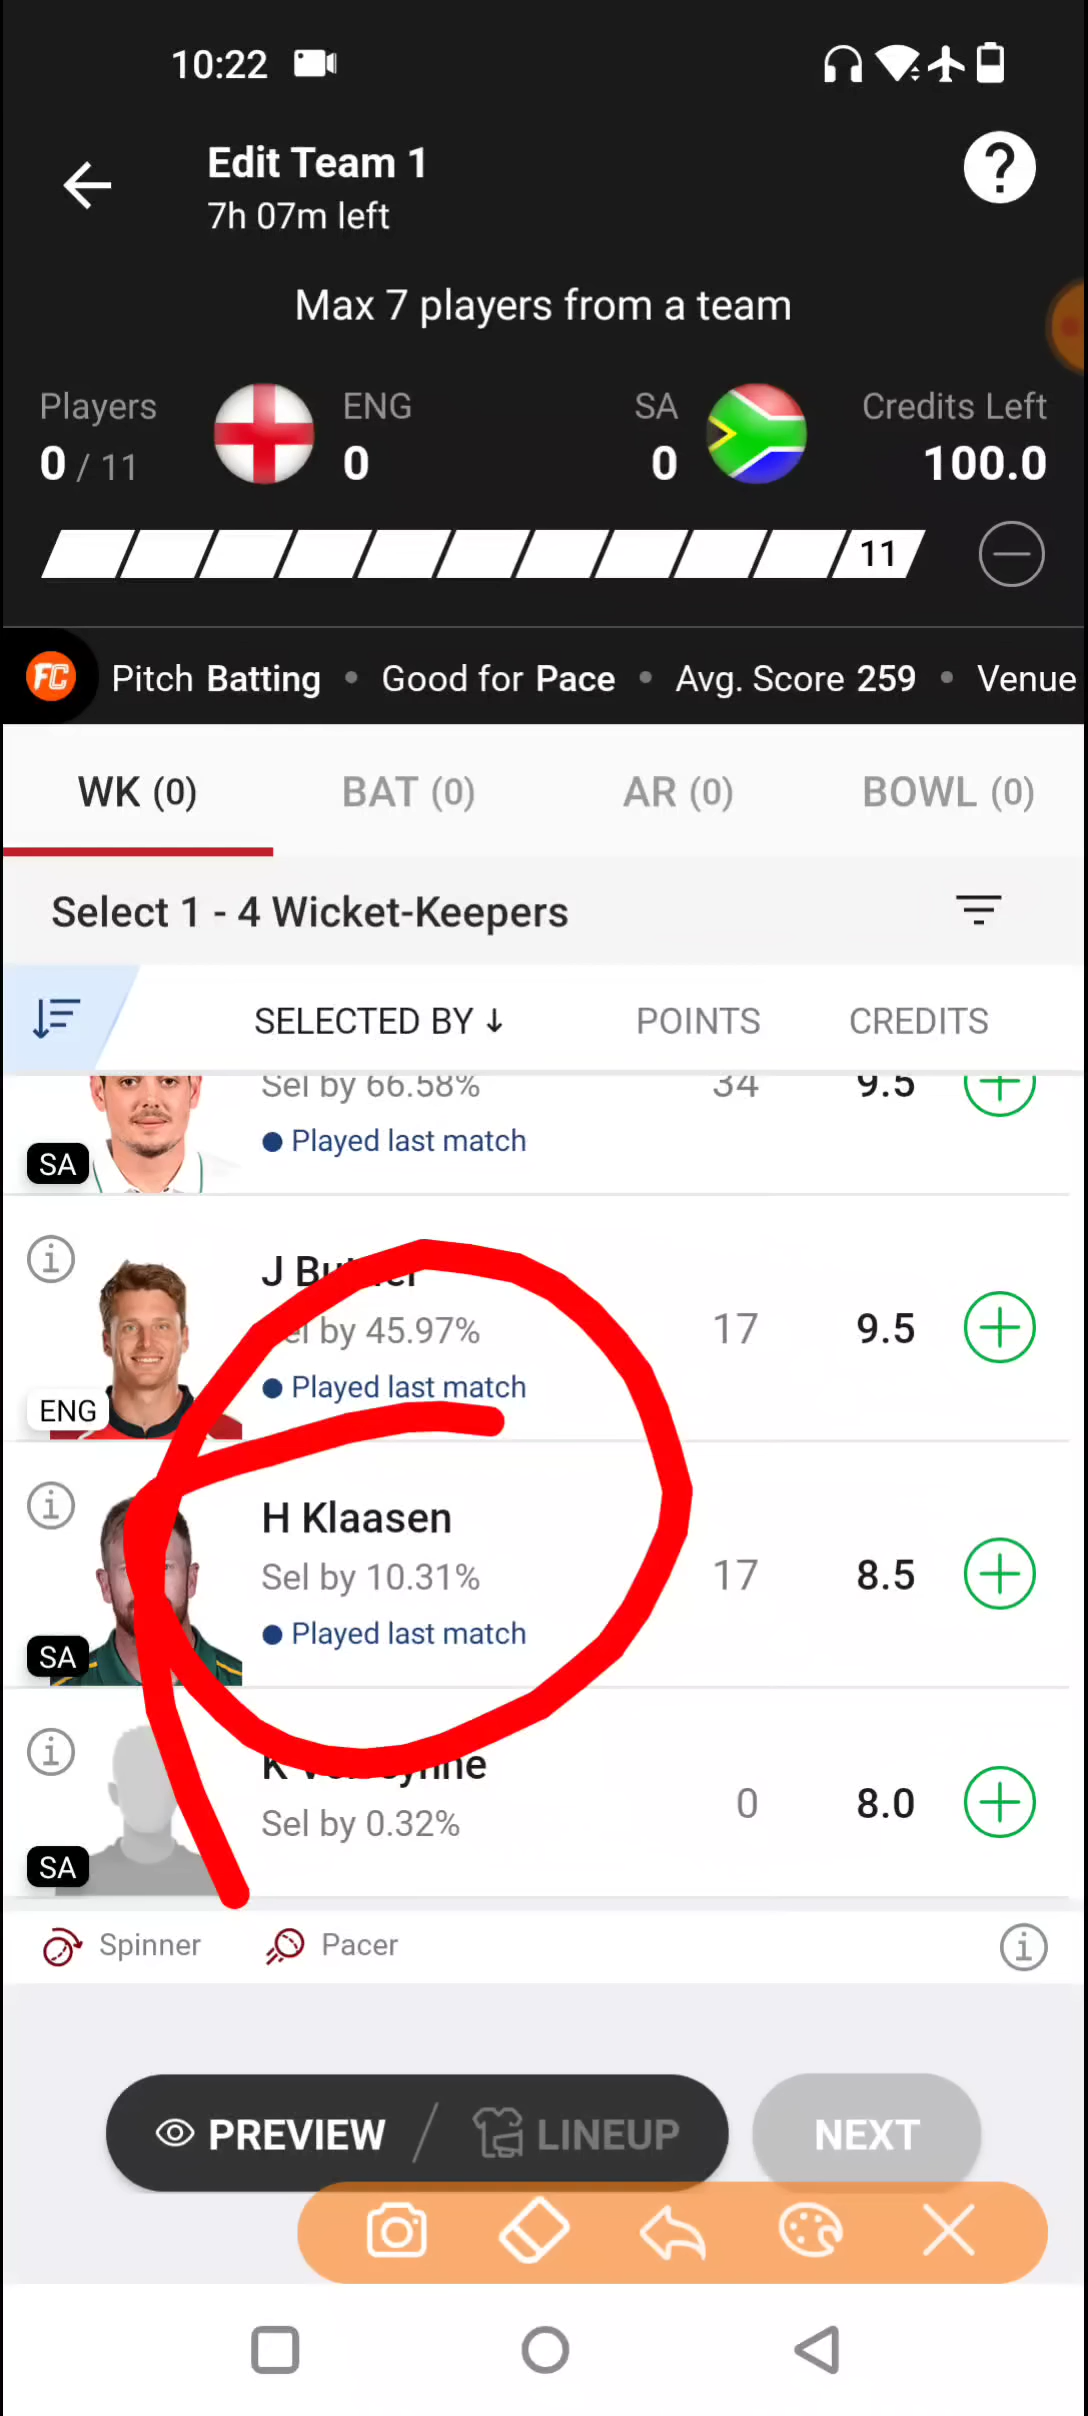 10:22
Edit Team 1
7h 07m left
Max 7 players from a team
Players ENG SA Credits Left
0 / 11 0 0 100.0
11
FC Pitch Batting • Good for Pace • Avg. Score 259 • Venue
WK (0) BAT (0) AR (0) BOWL (0)
Select 1 - 4 Wicket-Keepers
SELECTED BY ↓ POINTS CREDITS
Sel by 66.58% 34 9.5
Played last match
SA
J
Sel by 45.97% 17 9.5
Played last match
ENG
H Klaasen
Sel by 10.31% 17 8.5
Played last match
SA
K
Sel by 0.32% 0 8.0
SA
Spinner Pacer
PREVIEW / LINEUP NEXT